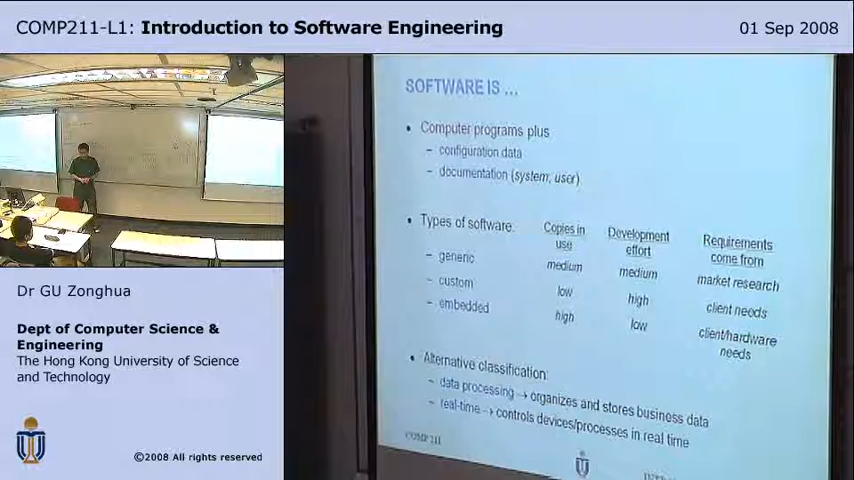 COMP211-L1: Introduction to Software Engineering
01 Sep 2008
SOFTWARE IS ...
• Computer programs plus
– configuration data
– documentation (system, user)
• Types of software: Copies in use Development effort Requirements come from
– generic medium medium market research
– custom low high client needs
– embedded high low client/hardware needs
• Alternative classification:
– data processing → organizes and stores business data
– real-time → controls devices/processes in real time
COMP 211
Dr GU Zonghua
Dept of Computer Science &
Engineering
The Hong Kong University of Science
and Technology
©2008 All rights reserved